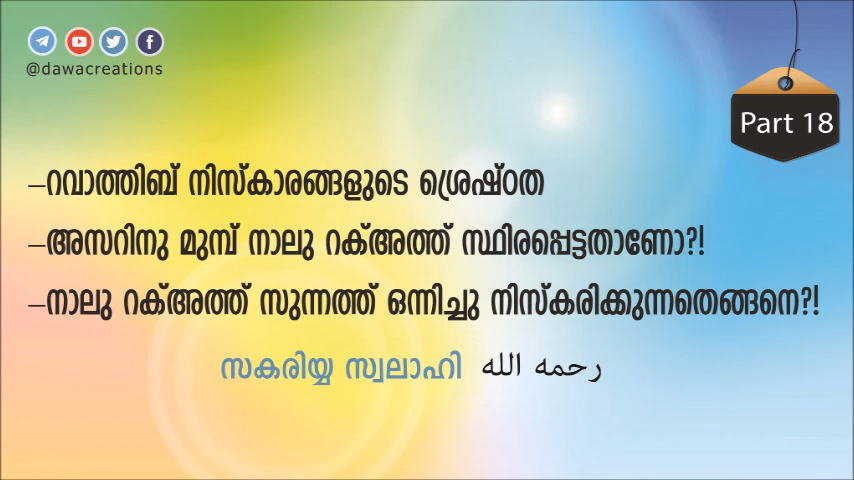 @dawacreations
Part 18
–റവാത്തിബ് നിസ്കാരങ്ങളുടെ ശ്രെഷ്ഠത
–അസറിനു മുമ്പ് നാലു റക്അത്ത് സ്ഥിരപ്പെട്ടതാണോ?!
–നാലു റക്അത്ത് സുന്നത്ത് ഒന്നിച്ചു നിസ്കരിക്കുന്നതെങ്ങനെ?!
സകരിയ്യ സ്വലാഹി رحمه الله